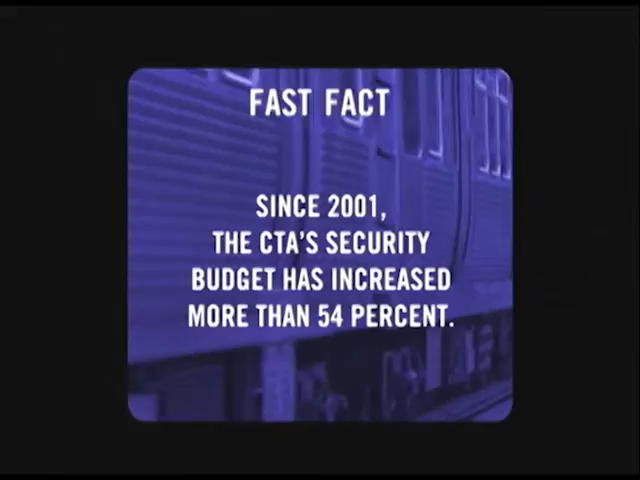 FAST FACT
SINCE 2001,
THE CTA'S SECURITY
BUDGET HAS INCREASED
MORE THAN 54 PERCENT.